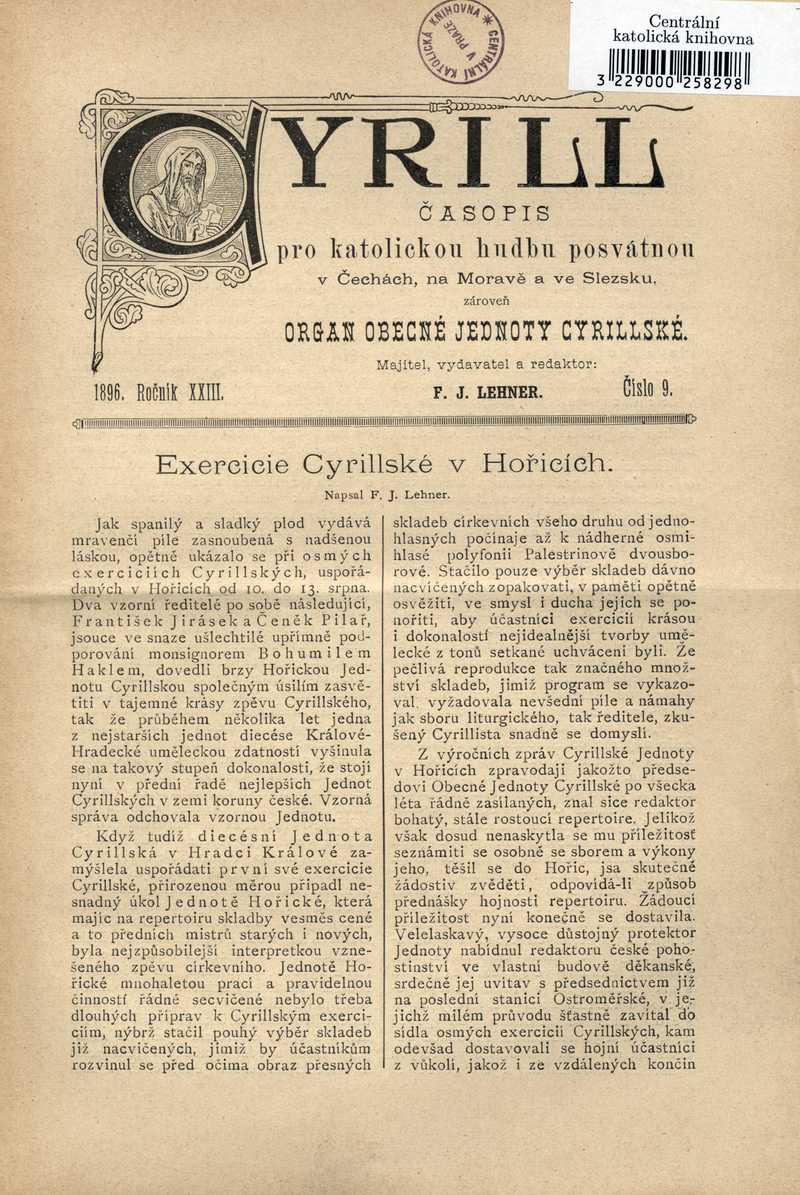 CENTRÁLNÍ KATOLICKÁ KNIHOVNA
V PRAZE
Centrální
katolická knihovna
3 229000 258298
CYRILL
ČASOPIS
pro katolickou hudbu posvátnou
v Čechách, na Moravě a ve Slezsku,
zároveň
ORGAN OBECNÉ JEDNOTY CYRILLSKÉ.
Majitel, vydavatel a redaktor:
1896. Ročník XXIII.
F. J. LEHNER.
Číslo 9.
Exercicie Cyrillské v Hořicích.
Napsal F. J. Lehner.
Jak spanilý a sladký plod vydává
mravenčí píle zasnoubená s nadšenou
láskou, opětně ukázalo se při osmých
exerciciích Cyrillských, uspořá-
daných v Hořicích od 10. do 13. srpna.
Dva vzorní ředitelé po sobě následující,
František Jirásek a Čeněk Pilař,
jsouce ve snaze ušlechtilé upřímně pod-
porováni monsignorem Bohumilem
Haklem, dovedli brzy Hořickou Jed-
notu Cyrillskou společným úsilím zasvě-
titi v tajemné krásy zpěvu Cyrillského,
tak že průběhem několika let jedna
z nejstarších jednot diecése Králové-
Hradecké uměleckou zdatností vyšinula
se na takový stupeň dokonalosti, že stojí
nyní v přední řadě nejlepších Jednot
Cyrillských v zemi koruny české. Vzorná
správa odchovala vzornou Jednotu.
Když tudíž diecésní Jednota
Cyrillská v Hradci Králové za-
mýšlela uspořádati první své exercicie
Cyrillské, přirozenou měrou připadl ne-
snadný úkol Jednotě Hořické, která
majíc na repertoiru skladby vesměs cené
a to předních mistrů starých i nových,
byla nejzpůsobilejší interpretkou vzne-
šeného zpěvu církevního. Jednotě Ho-
řické mnohaletou prací a pravidelnou
činností řádně secvičené nebylo třeba
dlouhých příprav k Cyrillským exerci-
ciím, nýbrž stačil pouhý výběr skladeb
již nacvičených, jimiž by účastníkům
rozvinul se před očima obraz přesných
skladeb církevních všeho druhu od jedno-
hlasných počínaje až k nádherné osmi-
hlasé polyfonii Palestrinově dvousbo-
rové. Stačilo pouze výběr skladeb dávno
nacvičených zopakovati, v paměti opětně
osvěžiti, ve smysl i ducha jejich se po-
nořiti, aby účastníci exercicií krásou
i dokonalostí nejidealnější tvorby umě-
lecké z tonů setkané uchváceni byli. Že
pečlivá reprodukce tak značného množ-
ství skladeb, jimiž program se vykazo-
val, vyžadovala nevšední píle a námahy
jak sboru liturgického, tak ředitele, zku-
šený Cyrillista snadně se domyslí.
Z výročních zpráv Cyrillské Jednoty
v Hořicích zpravodaji jakožto předse-
dovi Obecné Jednoty Cyrillské po všecka
léta řádně zasílaných, znal sice redaktor
bohatý, stále rostoucí repertoire. Jelikož
však dosud nenaskytla se mu příležitosť
seznámiti se osobně se sborem a výkony
jeho, těšil se do Hořic, jsa skutečně
žádostiv zvěděti, odpovídá-li způsob
přednášky hojnosti repertoiru. Žádoucí
příležitost nyní konečně se dostavila.
Velelaskavý, vysoce důstojný protektor
Jednoty nabídnul redaktoru české poho-
stinství ve vlastní budově děkanské,
srdečně jej uvítav s předsednictvem již
na poslední stanici Ostroměřské, v je-
jichž milém průvodu šťastně zavítal do
sídla osmých exercicií Cyrillských, kam
odevšad dostavovali se hojní účastníci
z vůkolí, jakož i ze vzdálených končin